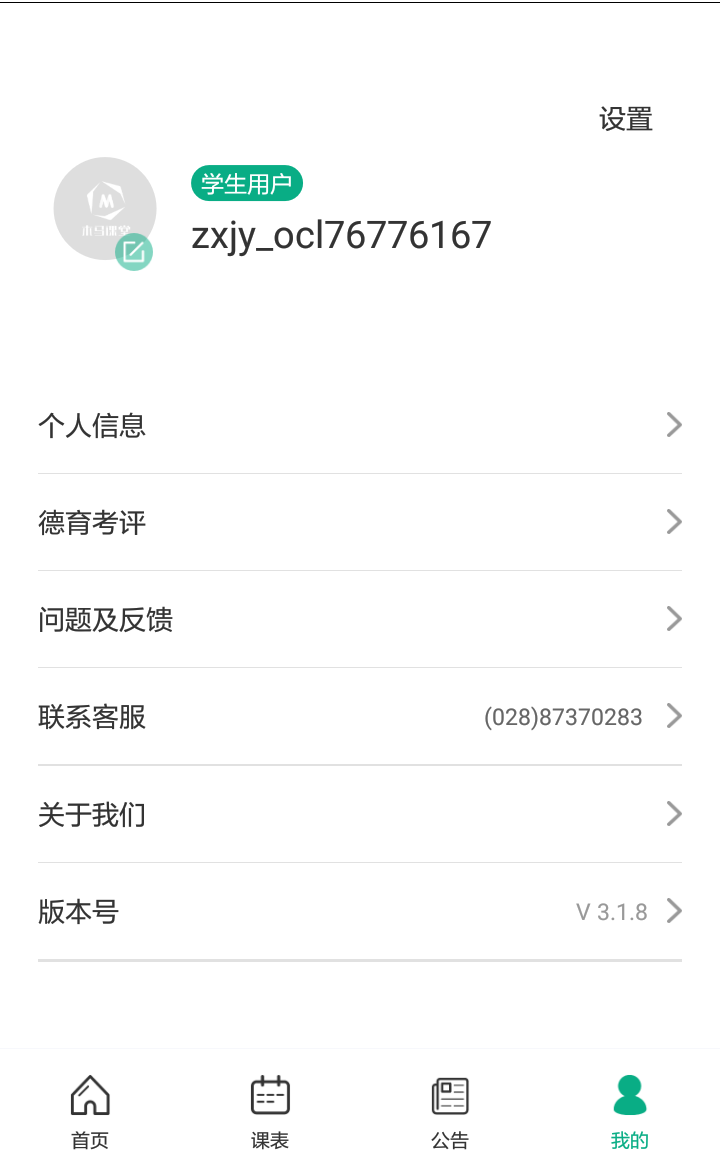 设置
学生用户
木马课堂
zxjy_ocl76776167
个人信息
德育考评
问题及反馈
联系客服 (028)87370283
关于我们
版本号 V 3.1.8
首页 课表 公告 我的